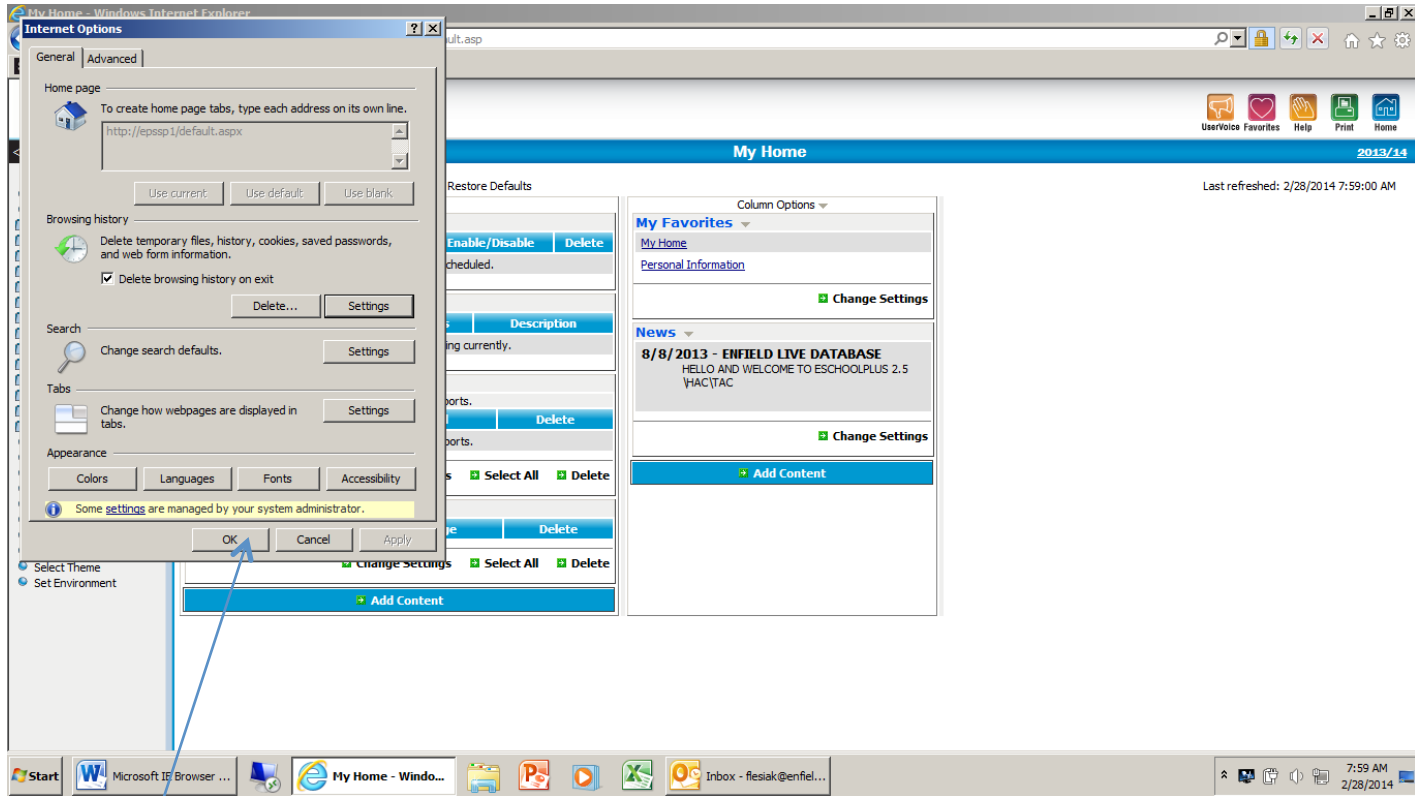 My Home - Windows Internet Explorer
Internet Options
General Advanced
Home page
To create home page tabs, type each address on its own line.
http://epssp1/default.aspx
Use current Use default Use blank
Browsing history
Delete temporary files, history, cookies, saved passwords,
and web form information.
Delete browsing history on exit
Delete... Settings
Search
Change search defaults.
Settings
Tabs
Change how webpages are displayed in
tabs.
Settings
Appearance
Colors Languages Fonts Accessibility
Some settings are managed by your system administrator.
OK Cancel Apply
ult.asp
UserVoice Favorites Help Print Home
My Home 2013/14
Restore Defaults
Last refreshed: 2/28/2014 7:59:00 AM
Enable/Disable Delete
cheduled.
Description
ing currently.
ports.
Delete
ports.
Select All Delete
Delete
Change Settings Select All Delete
Add Content
Column Options
My Favorites
My Home
Personal Information
Change Settings
News
8/8/2013 - ENFIELD LIVE DATABASE
HELLO AND WELCOME TO ESCHOOLPLUS 2.5
\HAC\TAC
Change Settings
Add Content
Select Theme
Set Environment
Start
Microsoft IE Browser ...
My Home - Windo...
Inbox - flesiak@enfiel...
7:59 AM
2/28/2014